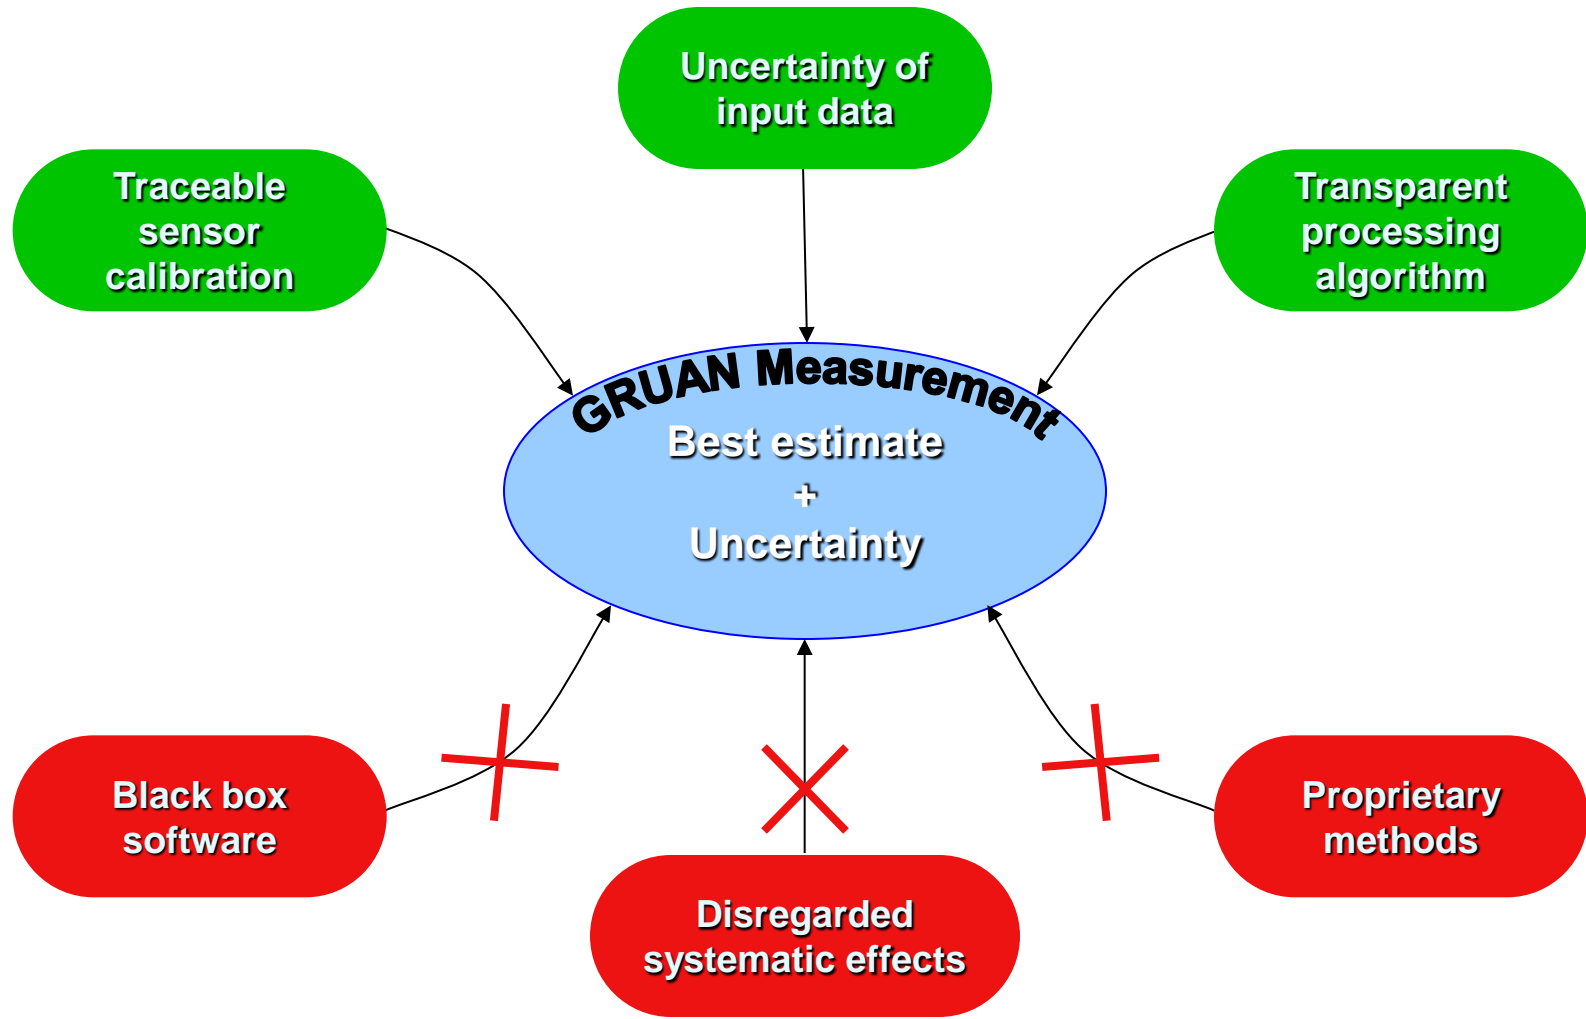 Uncertainty of
input data
Traceable
sensor
calibration
Transparent
processing
algorithm
GRUAN Measurement
Best estimate
+
Uncertainty
Black box
software
Proprietary
methods
Disregarded
systematic effects